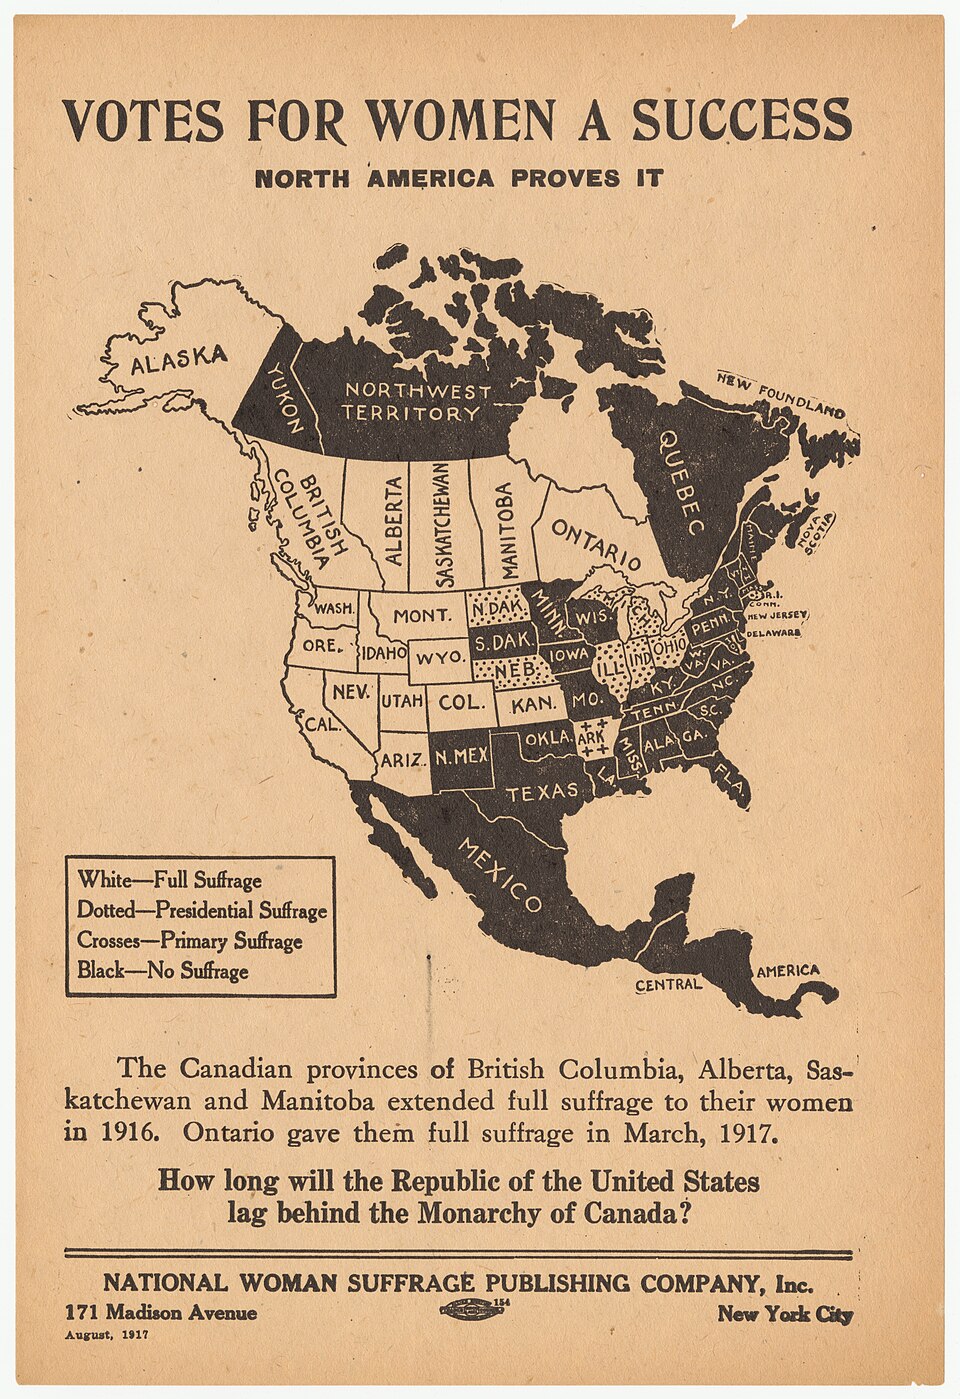 VOTES FOR WOMEN A SUCCESS
NORTH AMERICA PROVES IT
ALASKA
YUKON
NORTHWEST
TERRITORY
NEW FOUNDLAND
QUEBEC
BRITISH
COLUMBIA
ALBERTA
SASKATCHEWAN
MANITOBA
ONTARIO
NOVA
SCOTIA
MAINE
WASH.
MONT.
N.DAK.
MINN.
WIS.
N.Y.
R.I.
CONN.
NEW JERSEY
DELAWARE
ORE.
IDAHO
WYO.
S.DAK
IOWA
PENN.
NEB.
ILL.
IND
OHIO
W.
VA.
VA.
NEV.
UTAH
COL.
KAN.
MO.
KY.
N.C.
CAL.
TENN.
S.C.
ARIZ.
N.MEX
OKLA.
ARK
MISS.
ALA.
GA.
TEXAS
LA.
FLA.
MEXICO
CENTRAL
AMERICA
White—Full Suffrage
Dotted—Presidential Suffrage
Crosses—Primary Suffrage
Black—No Suffrage
The Canadian provinces of British Columbia, Alberta, Sas-
katchewan and Manitoba extended full suffrage to their women
in 1916. Ontario gave them full suffrage in March, 1917.
How long will the Republic of the United States
lag behind the Monarchy of Canada?
NATIONAL WOMAN SUFFRAGE PUBLISHING COMPANY, Inc.
171 Madison Avenue
154
New York City
August, 1917